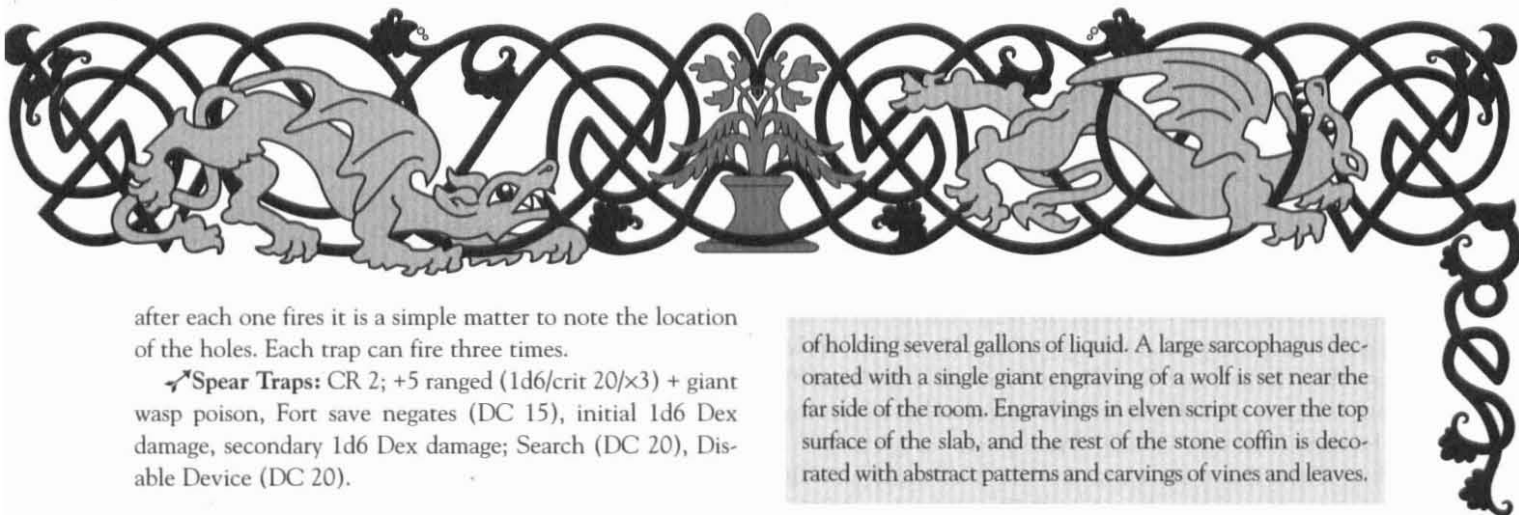 after each one fires it is a simple matter to note the location
of the holes. Each trap can fire three times.
Spear Traps: CR 2; +5 ranged (1d6/crit 20/×3) + giant
wasp poison, Fort save negates (DC 15), initial 1d6 Dex
damage, secondary 1d6 Dex damage; Search (DC 20), Dis-
able Device (DC 20).
of holding several gallons of liquid. A large sarcophagus dec-
orated with a single giant engraving of a wolf is set near the
far side of the room. Engravings in elven script cover the top
surface of the slab, and the rest of the stone coffin is deco-
rated with abstract patterns and carvings of vines and leaves.